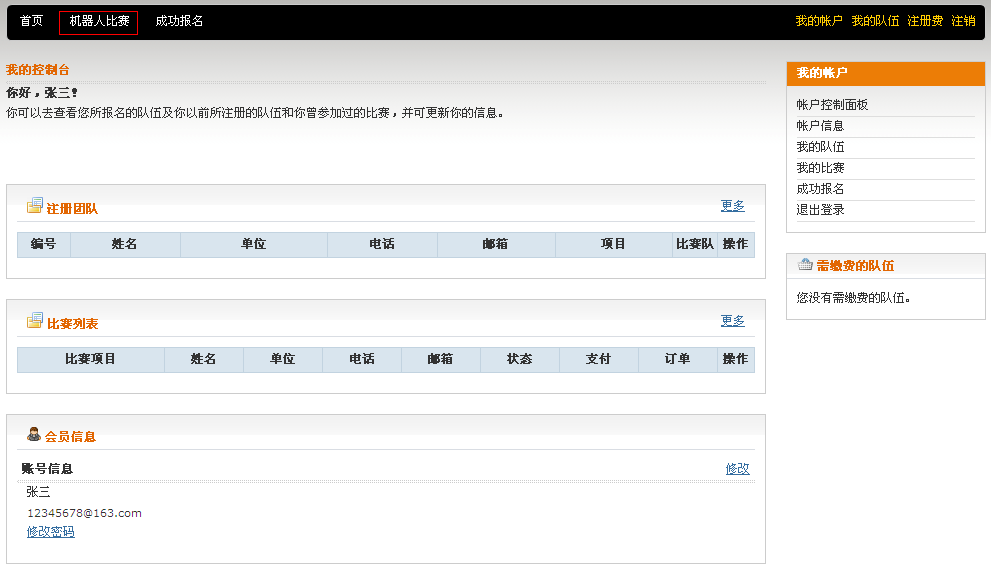 首页 机器人比赛 成功报名 我的帐户 我的队伍 注册费 注销
我的控制台
你好，张三！
你可以去查看您所报名的队伍及你以前所注册的队伍和你曾参加过的比赛，并可更新你的信息。
注册团队 更多
编号 姓名 单位 电话 邮箱 项目 比赛队 操作
比赛列表 更多
比赛项目 姓名 单位 电话 邮箱 状态 支付 订单 操作
会员信息
账号信息 修改
张三
12345678@163.com
修改密码
我的帐户
帐户控制面板
帐户信息
我的队伍
我的比赛
成功报名
退出登录
需缴费的队伍
您没有需缴费的队伍。